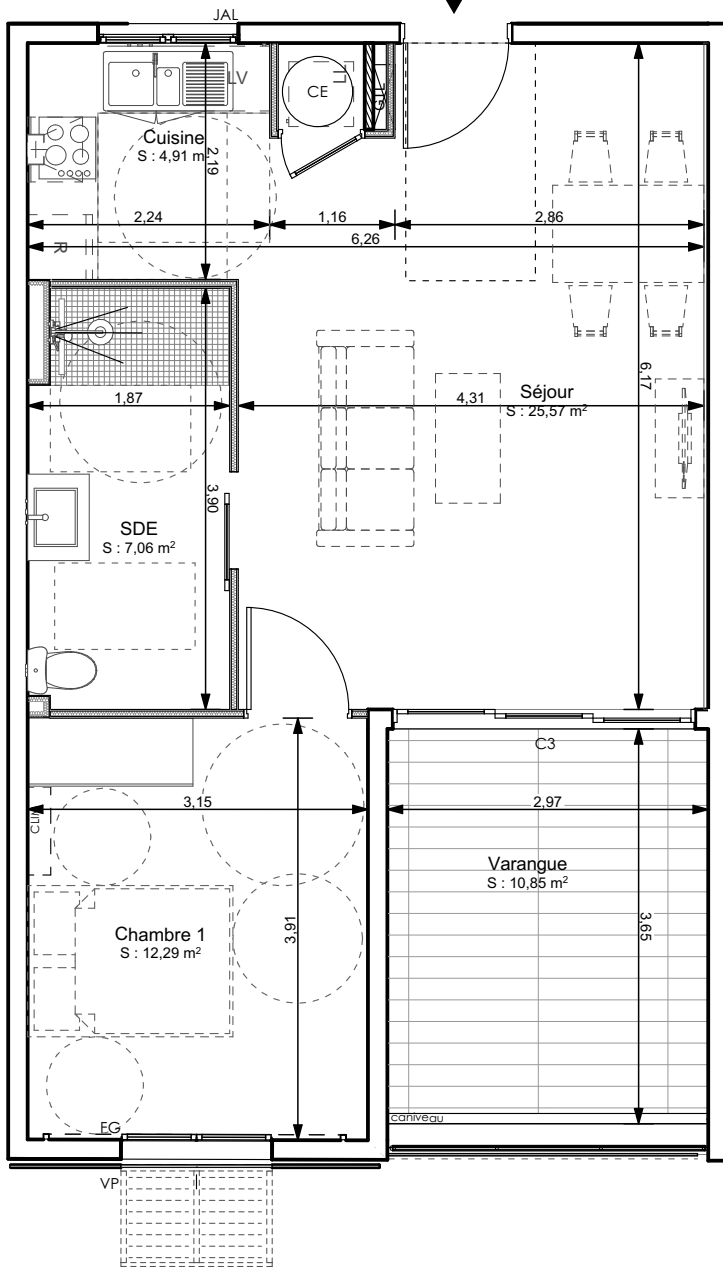 JAL
LV
CE
LL
Cuisine
S : 4,91 m²
2,19
2,24
1,16
2,86
6,26
R
6,17
1,87
4,31
Séjour
S : 25,57 m²
3,90
SDE
S : 7,06 m²
C3
3,15
2,97
Varangue
S : 10,85 m²
Chambre 1
S : 12,29 m²
3,91
3,65
caniveau
VP